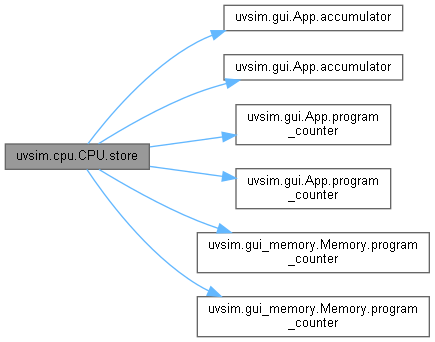 uvsim.gui.App.accumulator
uvsim.gui.App.accumulator
uvsim.gui.App.program
_counter
uvsim.cpu.CPU.store
uvsim.gui.App.program
_counter
uvsim.gui_memory.Memory.program
_counter
uvsim.gui_memory.Memory.program
_counter